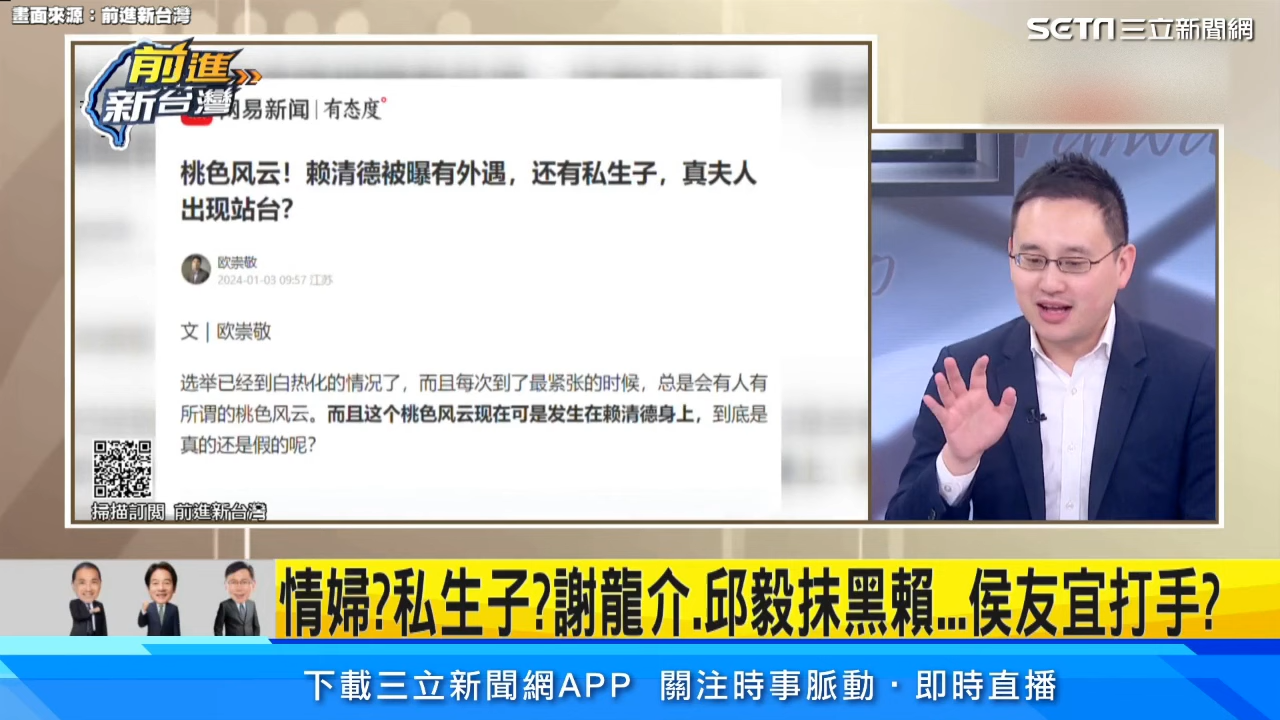 畫面來源：前進新台灣
SETN三立新聞網
前進
新台灣
网易新闻 | 有态度°
桃色风云！赖清德被曝有外遇，还有私生子，真夫人
出现站台？
欧崇敬
2024-01-03 09:57 江苏
文 | 欧崇敬
选举已经到白热化的情况了，而且每次到了最紧张的时候，总是会有人有
所谓的桃色风云。而且这个桃色风云现在可是发生在赖清德身上，到底是
真的还是假的呢？
掃描訂閱 前進新台灣
情婦?私生子?謝龍介.邱毅抹黑賴...侯友宜打手?
下載三立新聞網APP 關注時事脈動·即時直播